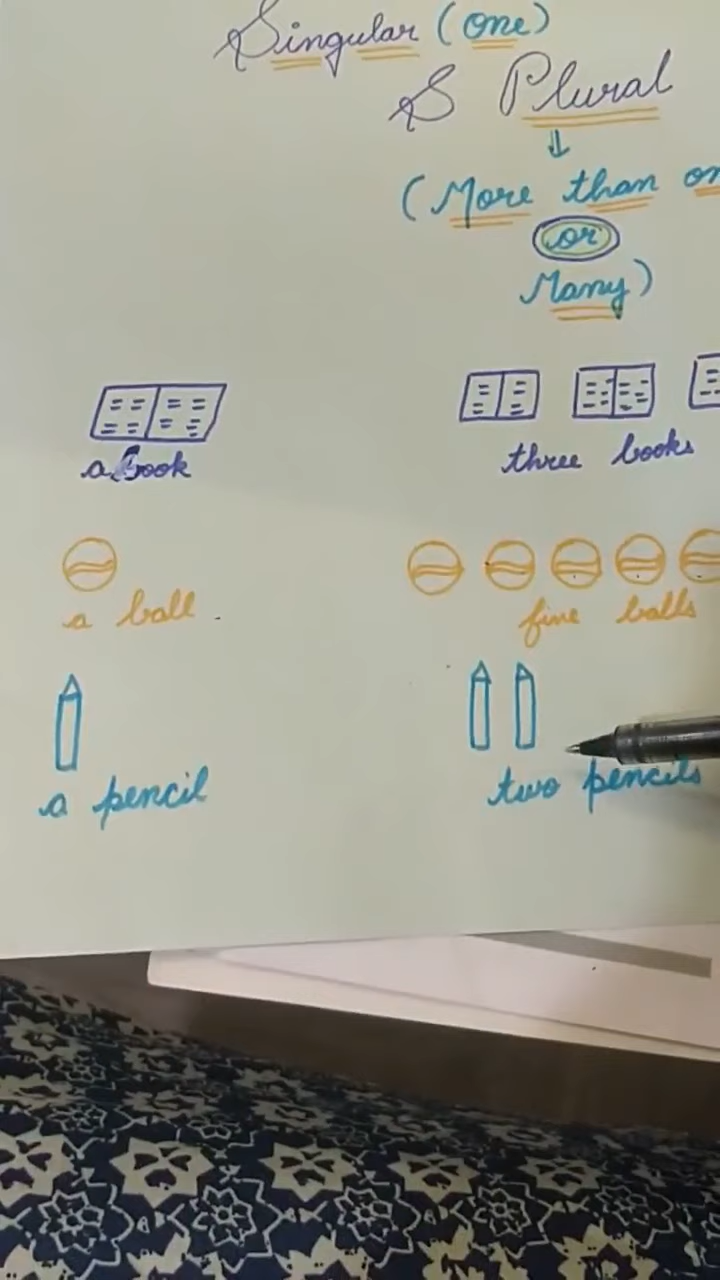 Singular (one)
S Plural
(More than
or
Many)
a book
three books
a ball
five balls
a pencil
two pencils